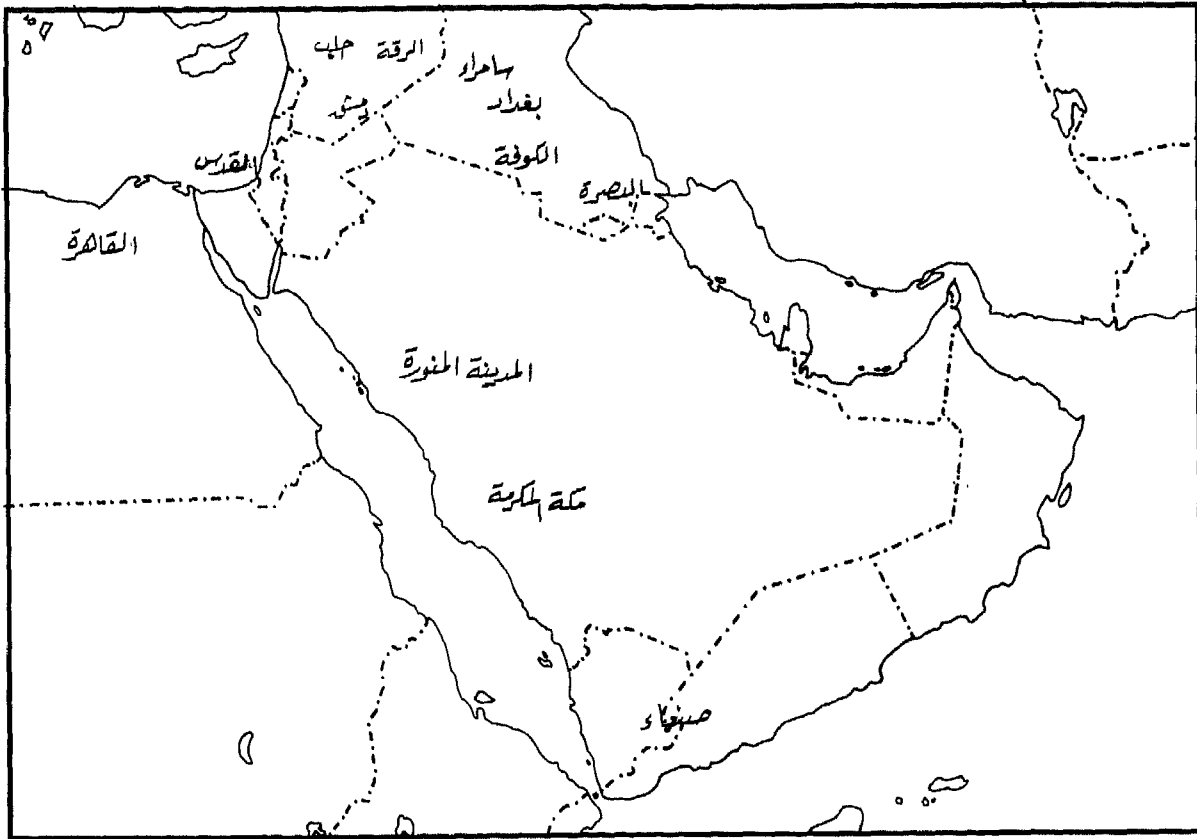 الرقة
حلب
سامراء
بغداد
دمشق
الكوفة
القدس
البصرة
القاهرة
المدينة المنورة
مكة المكرمة
صنعاء